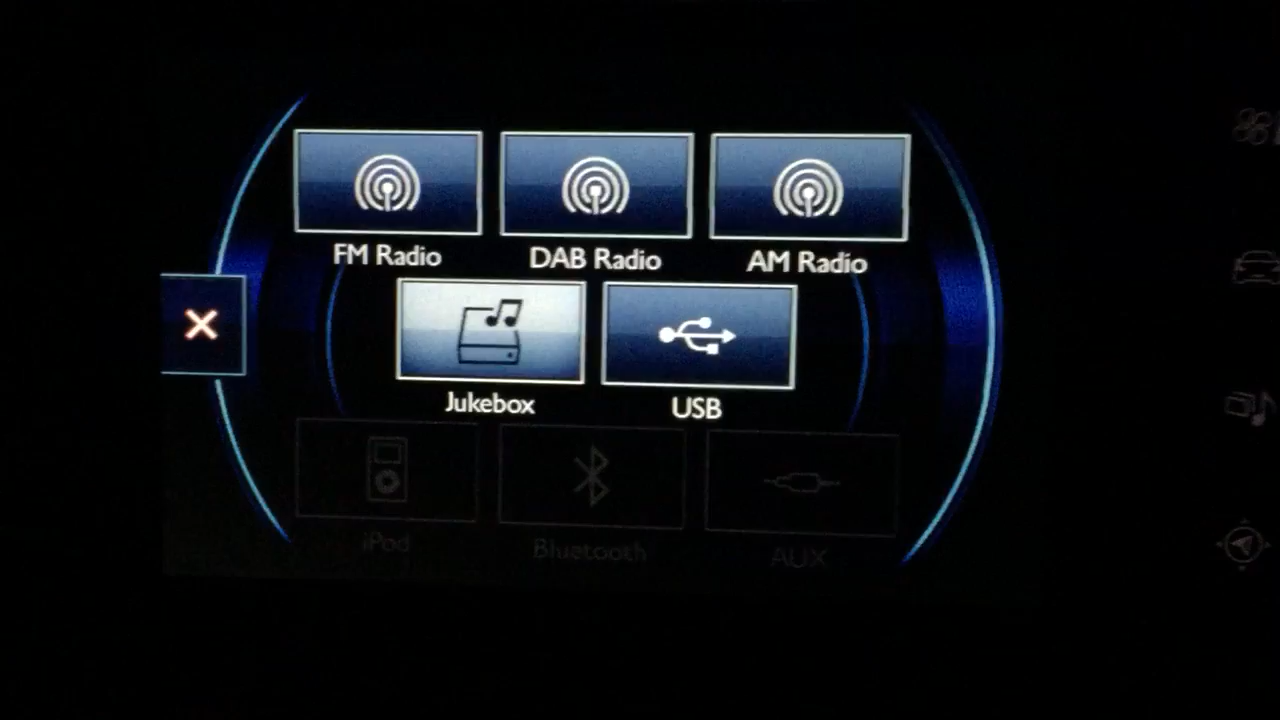 FM Radio
DAB Radio
AM Radio
Jukebox
USB
iPod
Bluetooth
AUX